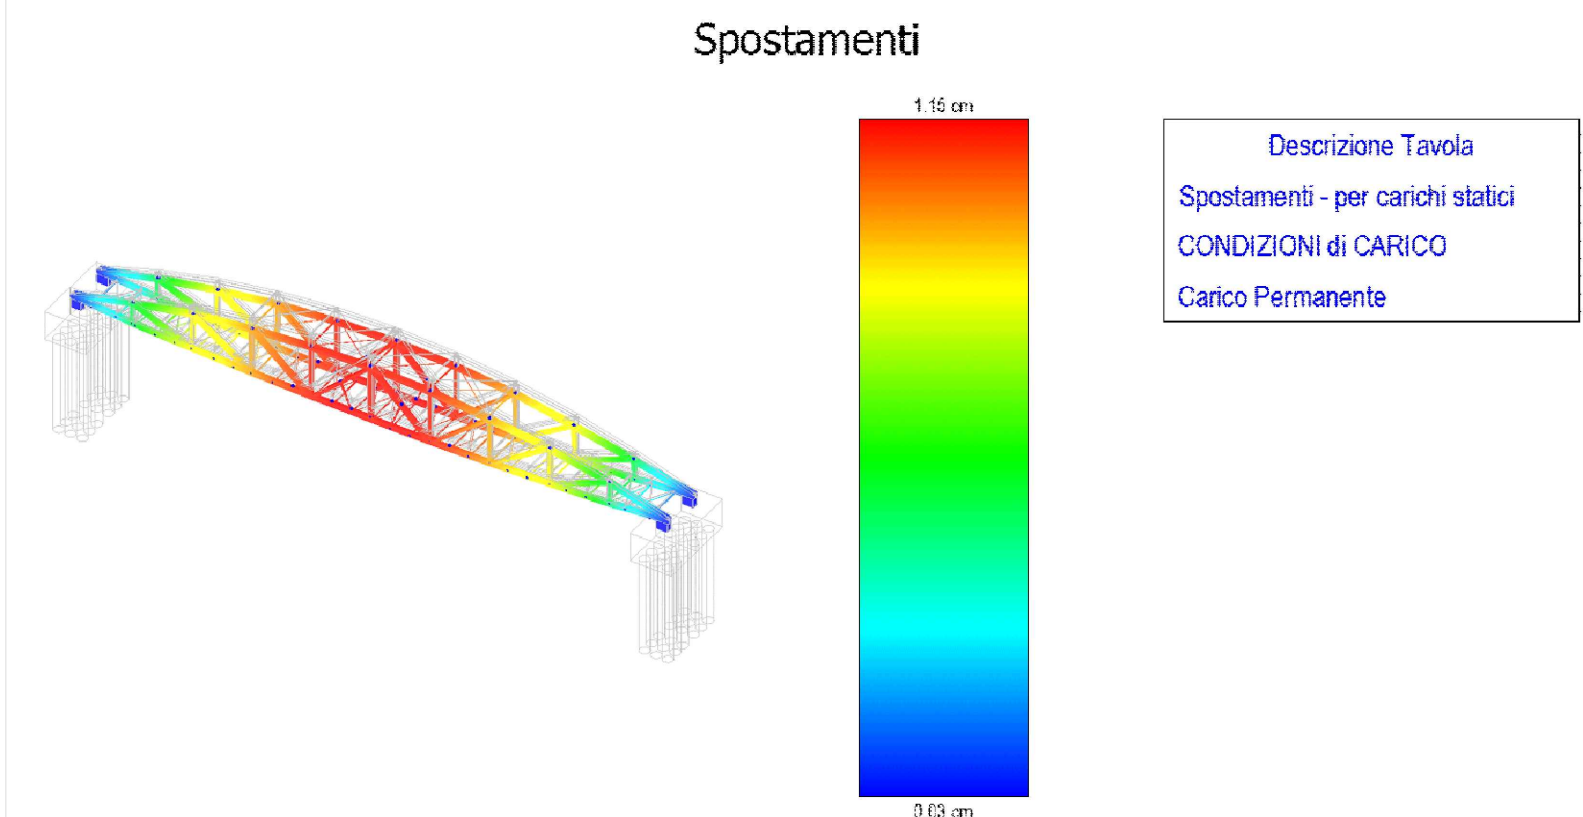 Spostamenti
1.15 cm
Descrizione Tavola
Spostamenti - per carichi statici
CONDIZIONI di CARICO
Carico Permanente
0.03 cm